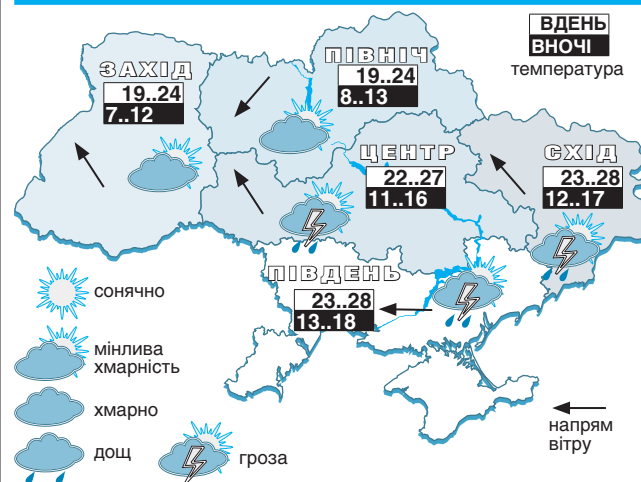 ВДЕНЬ
ВНОЧІ
температура
ЗАХІД
19..24
7..12
ПІВНІЧ
19..24
8..13
ЦЕНТР
22..27
11..16
СХІД
23..28
12..17
ПІВДЕНЬ
23..28
13..18
сонячно
мінлива
хмарність
хмарно
дощ
гроза
напрям
вітру